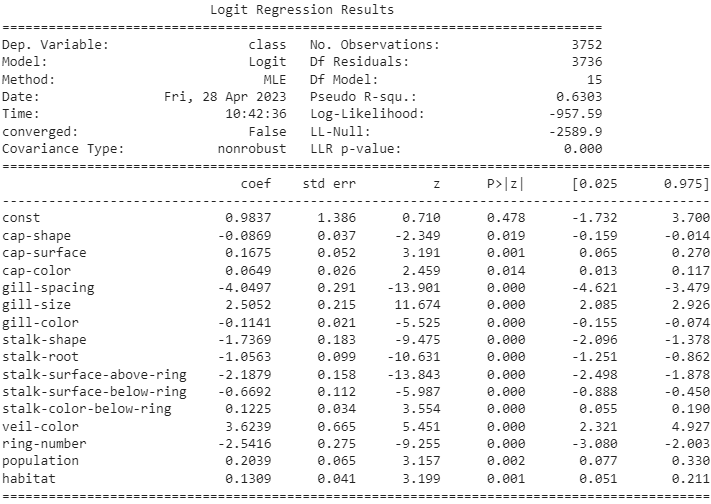 Logit Regression Results
==============================================================================
Dep. Variable: class No. Observations: 3752
Model: Logit Df Residuals: 3736
Method: MLE Df Model: 15
Date: Fri, 28 Apr 2023 Pseudo R-squ.: 0.6303
Time: 10:42:36 Log-Likelihood: -957.59
converged: False LL-Null: -2589.9
Covariance Type: nonrobust LLR p-value: 0.000
============================================================================================
coef std err z P>|z| [0.025 0.975]
--------------------------------------------------------------------------------------------
const 0.9837 1.386 0.710 0.478 -1.732 3.700
cap-shape -0.0869 0.037 -2.349 0.019 -0.159 -0.014
cap-surface 0.1675 0.052 3.191 0.001 0.065 0.270
cap-color 0.0649 0.026 2.459 0.014 0.013 0.117
gill-spacing -4.0497 0.291 -13.901 0.000 -4.621 -3.479
gill-size 2.5052 0.215 11.674 0.000 2.085 2.926
gill-color -0.1141 0.021 -5.525 0.000 -0.155 -0.074
stalk-shape -1.7369 0.183 -9.475 0.000 -2.096 -1.378
stalk-root -1.0563 0.099 -10.631 0.000 -1.251 -0.862
stalk-surface-above-ring -2.1879 0.158 -13.843 0.000 -2.498 -1.878
stalk-surface-below-ring -0.6692 0.112 -5.987 0.000 -0.888 -0.450
stalk-color-below-ring 0.1225 0.034 3.554 0.000 0.055 0.190
veil-color 3.6239 0.665 5.451 0.000 2.321 4.927
ring-number -2.5416 0.275 -9.255 0.000 -3.080 -2.003
population 0.2039 0.065 3.157 0.002 0.077 0.330
habitat 0.1309 0.041 3.199 0.001 0.051 0.211
============================================================================================